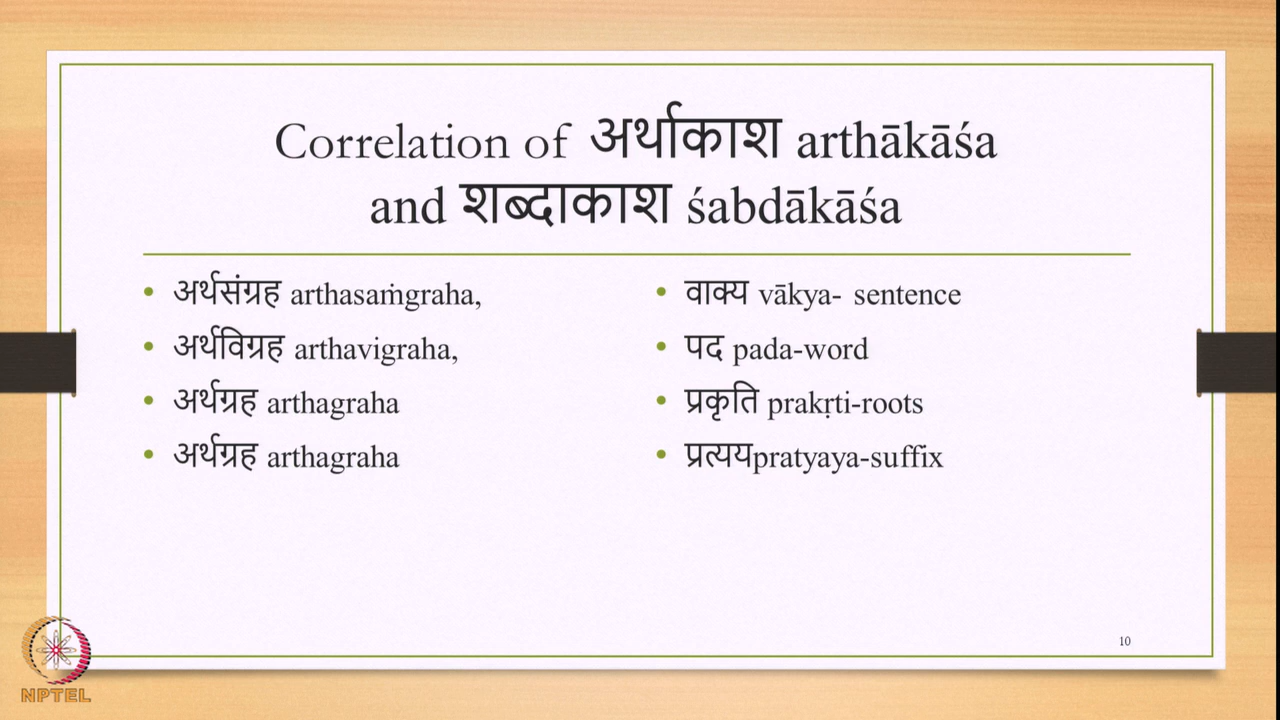 Correlation of अर्थाकाश arthākāśa
and शब्दाकाश śabdākāśa
• अर्थसंग्रह arthasaṁgraha,
• अर्थविग्रह arthavigraha,
• अर्थग्रह arthagraha
• अर्थग्रह arthagraha
• वाक्य vākya- sentence
• पद pada-word
• प्रकृति prakṛti-roots
• प्रत्ययpratyaya-suffix
10
NPTEL